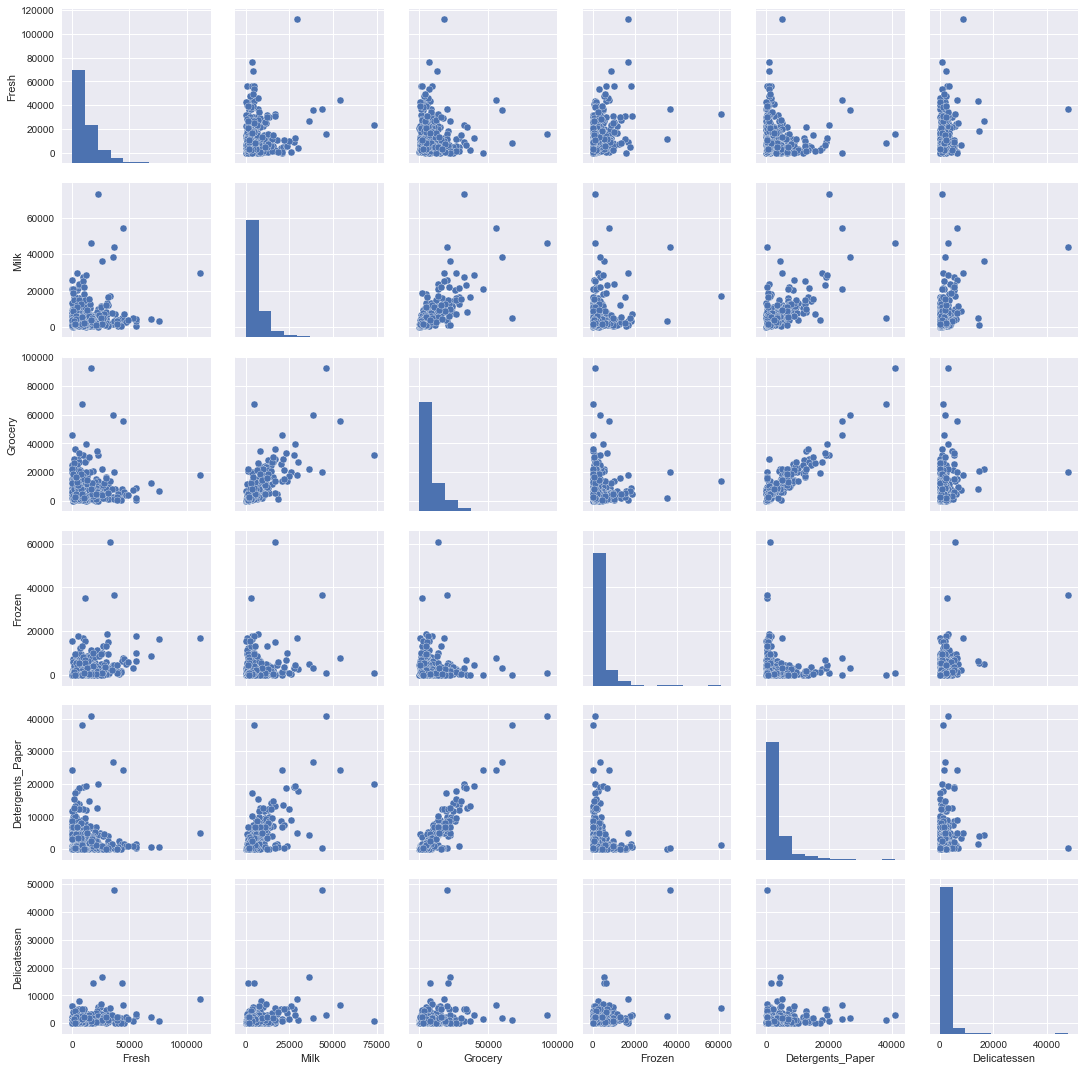 120000
100000
80000
60000
40000
20000
0
Fresh
60000
40000
20000
0
Milk
100000
80000
60000
40000
20000
0
Grocery
60000
40000
20000
0
Frozen
40000
30000
20000
10000
0
Detergents_Paper
50000
40000
30000
20000
10000
0
Delicatessen
0 50000 100000
0 25000 50000 75000
0 50000 100000
0 20000 40000 60000
0 20000 40000
0 20000 40000
Fresh Milk Grocery Frozen Detergents_Paper Delicatessen